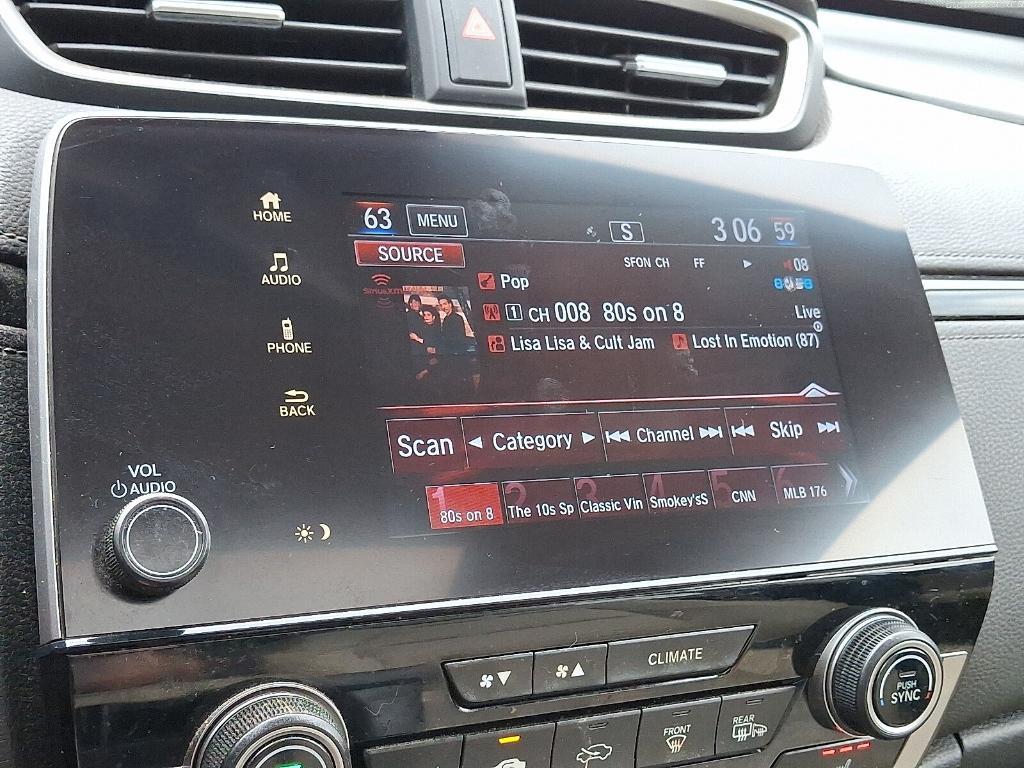 HOME
AUDIO
PHONE
BACK
VOL
AUDIO
63 MENU S 3 06 59
SOURCE SFON CH FF 08
SiriusXM Pop
1 CH 008 80s on 8 Live
Lisa Lisa & Cult Jam Lost In Emotion (87)
Scan Category Channel Skip
1 80s on 8
2 The 10s Sp
3 Classic Vin
4 Smokey'sS
5 CNN
6 MLB 176
CLIMATE
PUSH
SYNC
FRONT
REAR